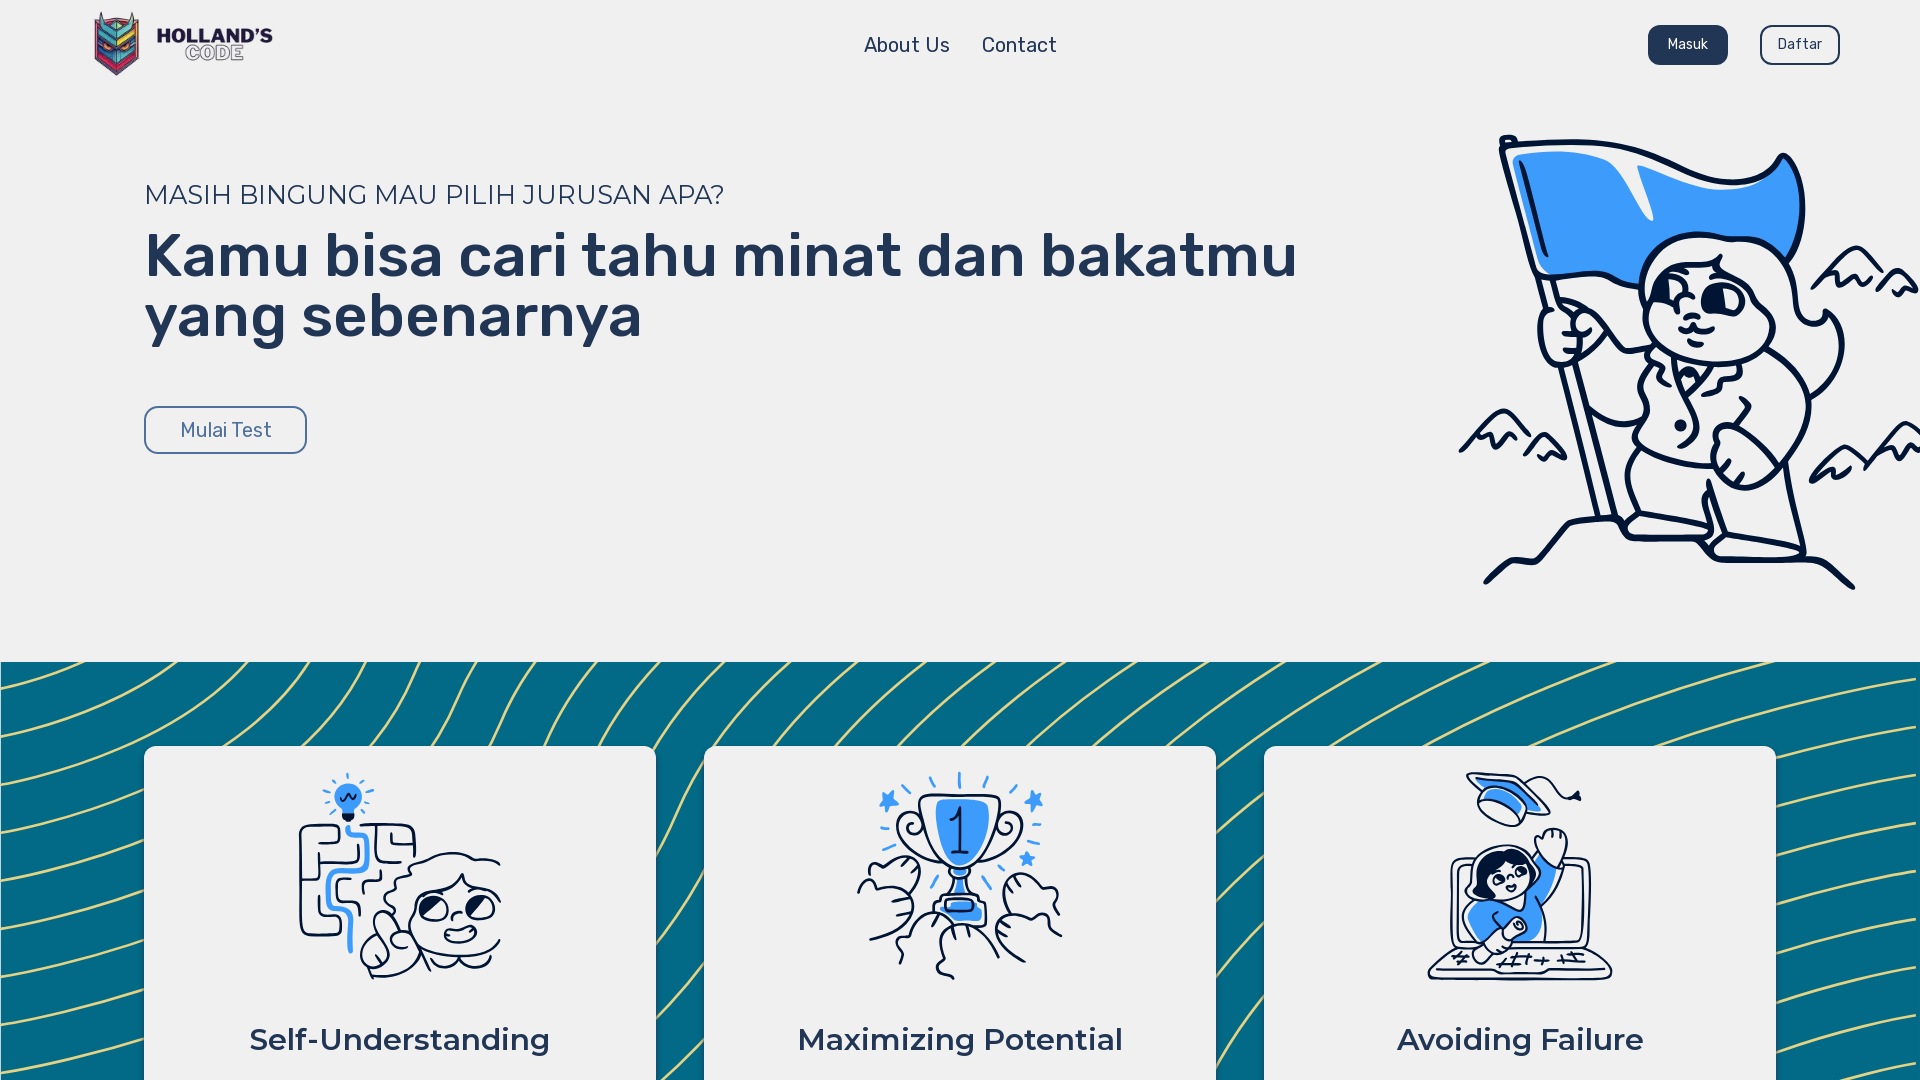 HOLLAND'S
CODE
About Us
Contact
Masuk
Daftar
MASIH BINGUNG MAU PILIH JURUSAN APA?
Kamu bisa cari tahu minat dan bakatmu
yang sebenarnya
Mulai Test
1
Self-Understanding
Maximizing Potential
Avoiding Failure